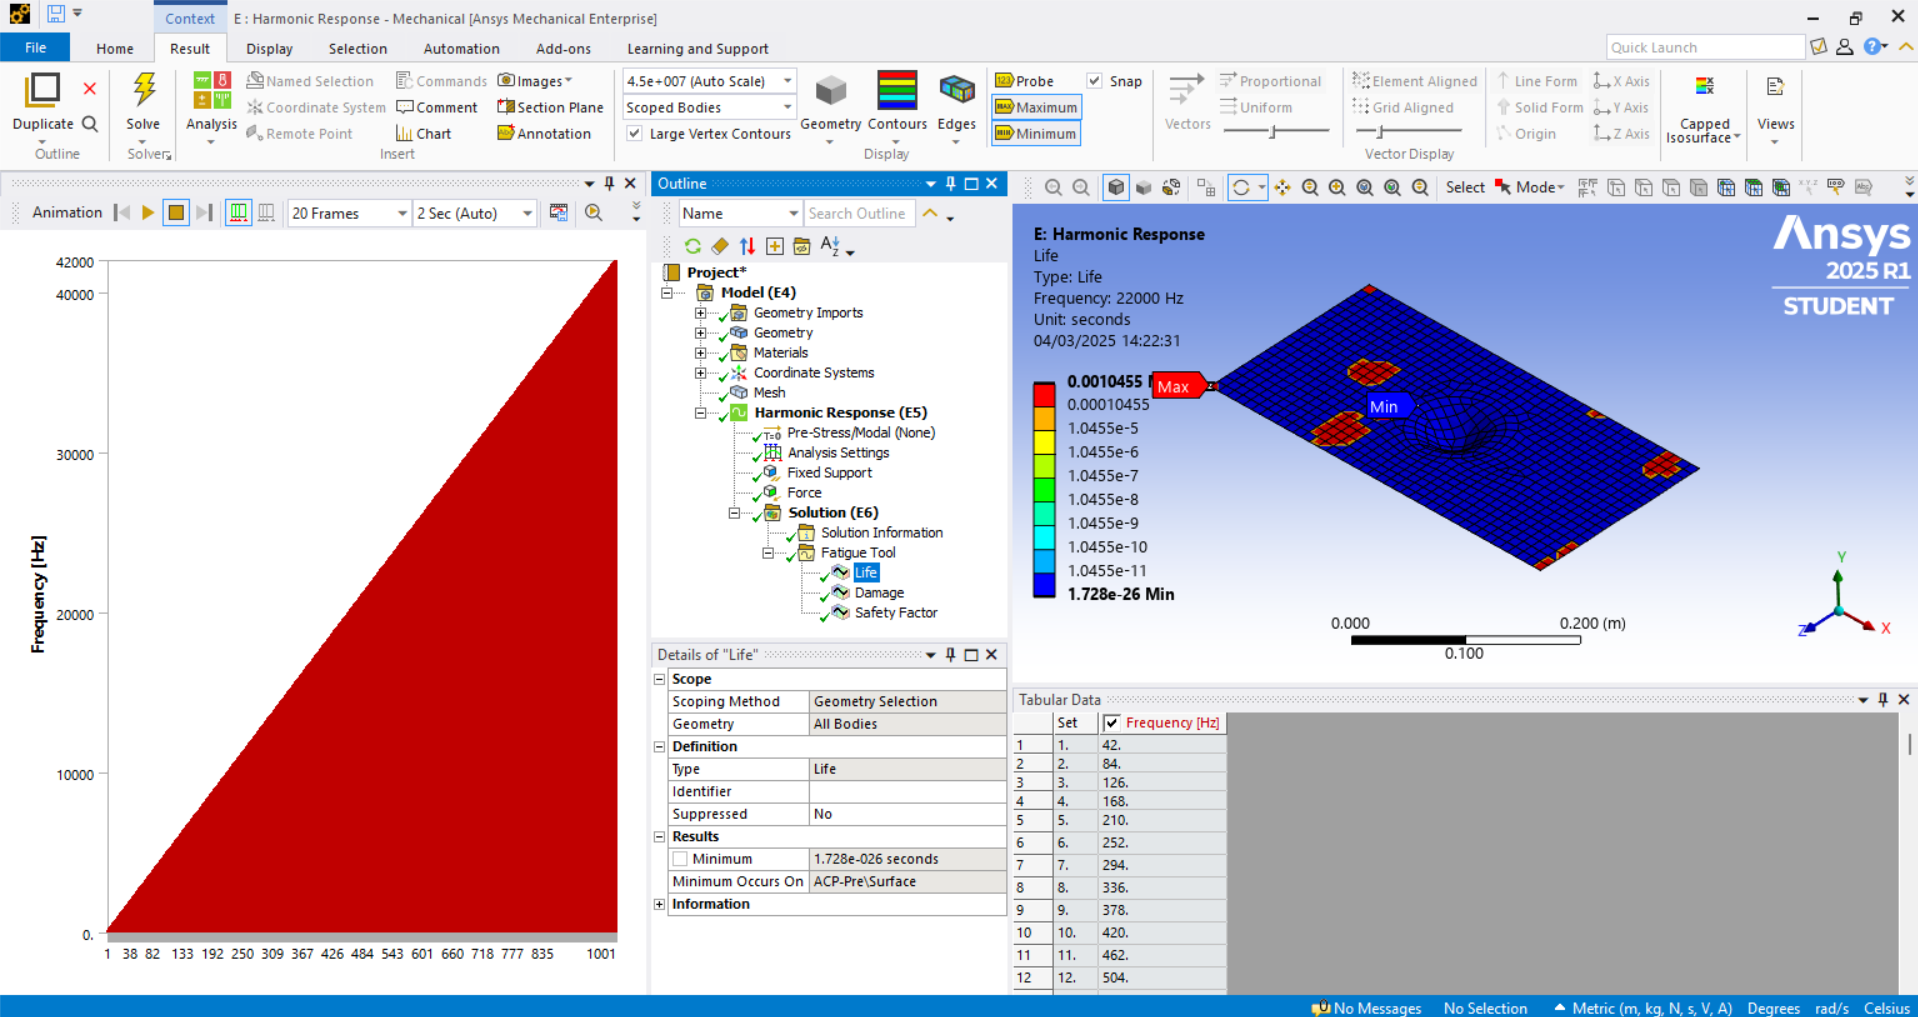 Context
E : Harmonic Response - Mechanical [Ansys Mechanical Enterprise]
File
Home
Result
Display
Selection
Automation
Add-ons
Learning and Support
Quick Launch
Duplicate
Outline
Solve
Solver
Analysis
Named Selection
Coordinate System
Remote Point
Commands
Comment
Chart
Images
Section Plane
Annotation
Insert
4.5e+007 (Auto Scale)
Scoped Bodies
Large Vertex Contours
Geometry
Contours
Edges
Display
Probe
Maximum
Minimum
Snap
Vectors
Proportional
Uniform
Element Aligned
Grid Aligned
Vector Display
Line Form
Solid Form
Origin
X Axis
Y Axis
Z Axis
Capped
Isosurface
Views
Animation
20 Frames
2 Sec (Auto)
42000
40000
30000
20000
10000
0.
Frequency [Hz]
1 38 82 133 192 250 309 367 426 484 543 601 660 718 777 835 1001
Outline
Name
Search Outline
Project*
Model (E4)
Geometry Imports
Geometry
Materials
Coordinate Systems
Mesh
Harmonic Response (E5)
T=0 Pre-Stress/Modal (None)
Analysis Settings
Fixed Support
Force
Solution (E6)
Solution Information
Fatigue Tool
Life
Damage
Safety Factor
Details of "Life"
Scope
Scoping Method Geometry Selection
Geometry All Bodies
Definition
Type Life
Identifier
Suppressed No
Results
Minimum 1.728e-026 seconds
Minimum Occurs On ACP-Pre\Surface
Information
Select
Mode
E: Harmonic Response
Life
Type: Life
Frequency: 22000 Hz
Unit: seconds
04/03/2025 14:22:31
0.0010455
0.00010455
1.0455e-5
1.0455e-6
1.0455e-7
1.0455e-8
1.0455e-9
1.0455e-10
1.0455e-11
1.728e-26 Min
Max
Min
Ansys
2025 R1
STUDENT
0.000
0.200 (m)
0.100
Y
Z
X
Tabular Data
Set Frequency [Hz]
1 1. 42.
2 2. 84.
3 3. 126.
4 4. 168.
5 5. 210.
6 6. 252.
7 7. 294.
8 8. 336.
9 9. 378.
10 10. 420.
11 11. 462.
12 12. 504.
No Messages
No Selection
Metric (m, kg, N, s, V, A)
Degrees
rad/s
Celsius